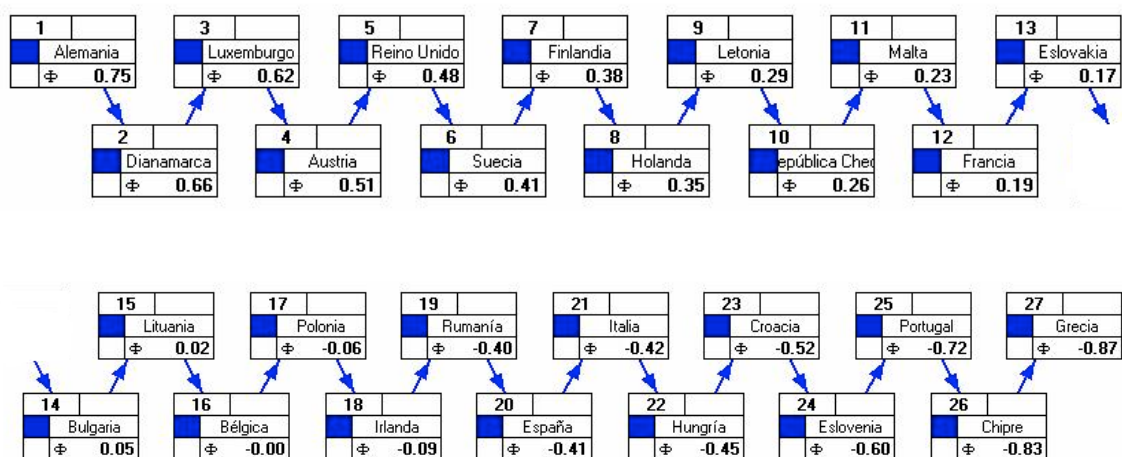 1
Alemania
Φ 0.75
2
Dianamarca
Φ 0.66
3
Luxemburgo
Φ 0.62
4
Austria
Φ 0.51
5
Reino Unido
Φ 0.48
6
Suecia
Φ 0.41
7
Finlandia
Φ 0.38
8
Holanda
Φ 0.35
9
Letonia
Φ 0.29
10
epública Chec
Φ 0.26
11
Malta
Φ 0.23
12
Francia
Φ 0.19
13
Eslovakia
Φ 0.17
14
Bulgaria
Φ 0.05
15
Lituania
Φ 0.02
16
Bélgica
Φ -0.00
17
Polonia
Φ -0.06
18
Irlanda
Φ -0.09
19
Rumanía
Φ -0.40
20
España
Φ -0.41
21
Italia
Φ -0.42
22
Hungría
Φ -0.45
23
Croacia
Φ -0.52
24
Eslovenia
Φ -0.60
25
Portugal
Φ -0.72
26
Chipre
Φ -0.83
27
Grecia
Φ -0.87